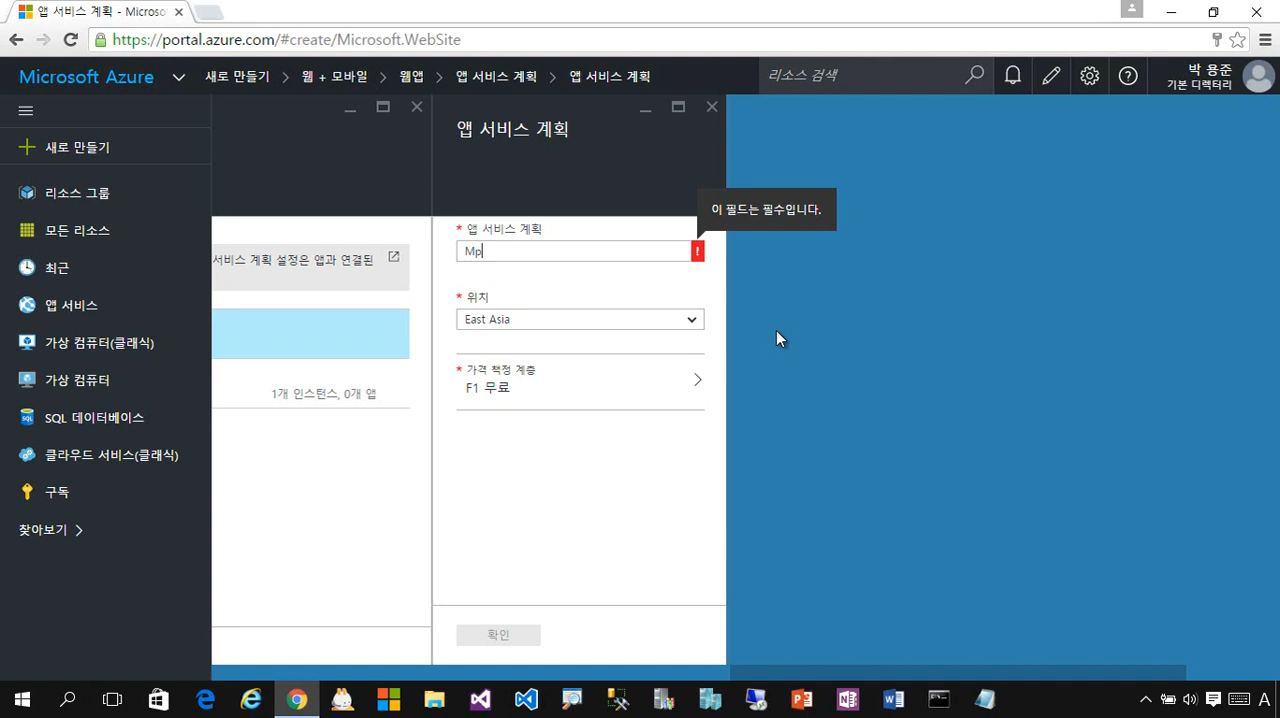 앱 서비스 계획 - Microso
https://portal.azure.com/#create/Microsoft.WebSite
Microsoft Azure 새로 만들기 웹 + 모바일 웹앱 앱 서비스 계획 앱 서비스 계획 리소스 검색 박 용준
기본 디렉터리
새로 만들기
리소스 그룹
모든 리소스
최근
앱 서비스
가상 컴퓨터(클래식)
가상 컴퓨터
SQL 데이터베이스
클라우드 서비스(클래식)
구독
찾아보기
서비스 계획 설정은 앱과 연결된
1개 인스턴스, 0개 앱
앱 서비스 계획
이 필드는 필수입니다.
* 앱 서비스 계획
Mp
* 위치
East Asia
* 가격 책정 계층
F1 무료
확인
A